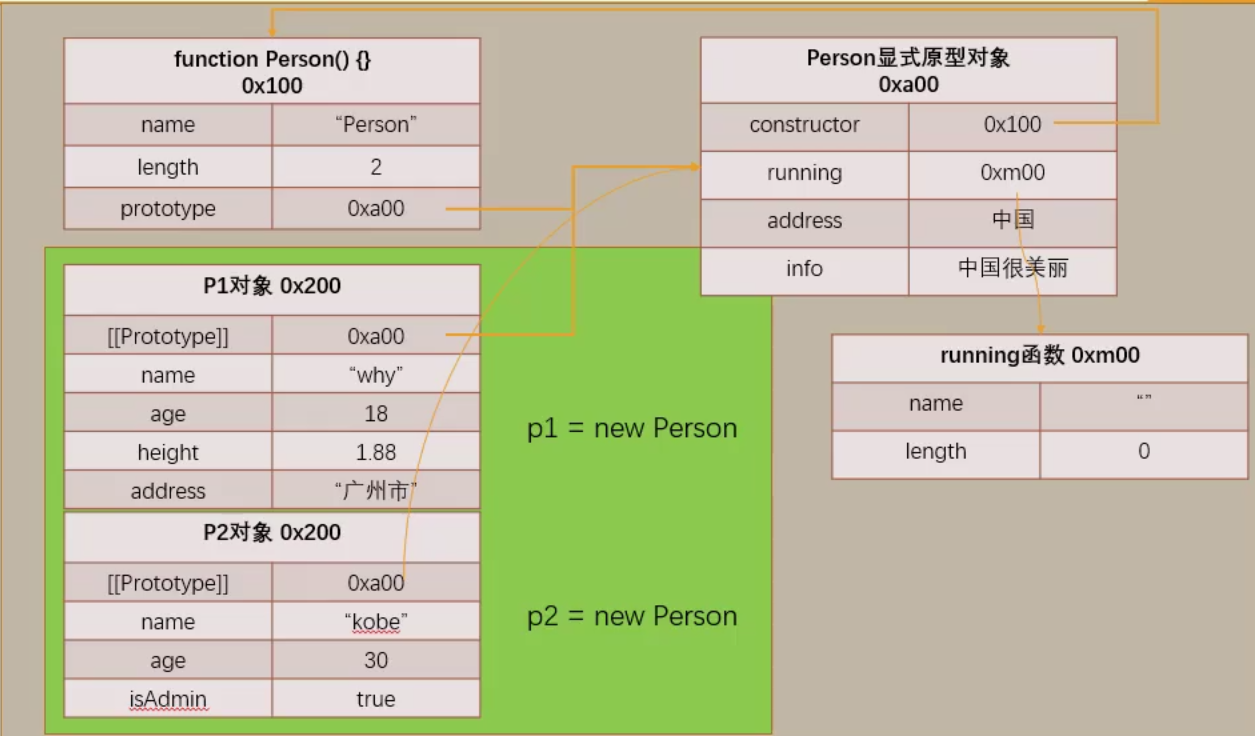 function Person() {}
0x100
name “Person”
length 2
prototype 0xa00
Person显式原型对象
0xa00
constructor 0x100
running 0xm00
address 中国
info 中国很美丽
P1对象 0x200
[[Prototype]] 0xa00
name “why”
age 18
height 1.88
address “广州市”
p1 = new Person
running函数 0xm00
name “”
length 0
P2对象 0x200
[[Prototype]] 0xa00
name “kobe”
age 30
isAdmin true
p2 = new Person